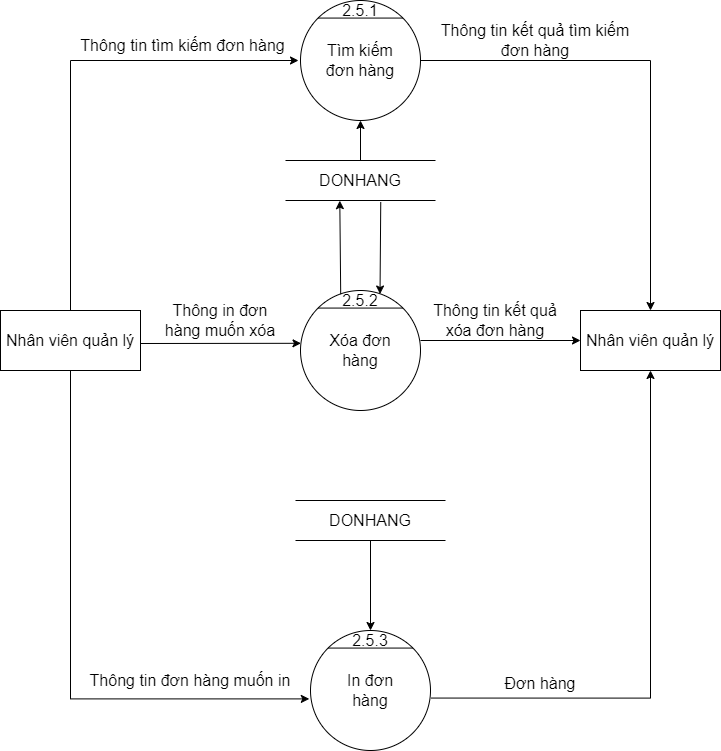 2.5.1
Tìm kiếm
đơn hàng
Thông tin tìm kiếm đơn hàng
Thông tin kết quả tìm kiếm
đơn hàng
DONHANG
2.5.2
Xóa đơn
hàng
Nhân viên quản lý
Thông in đơn
hàng muốn xóa
Thông tin kết quả
xóa đơn hàng
Nhân viên quản lý
DONHANG
2.5.3
In đơn
hàng
Thông tin đơn hàng muốn in
Đơn hàng